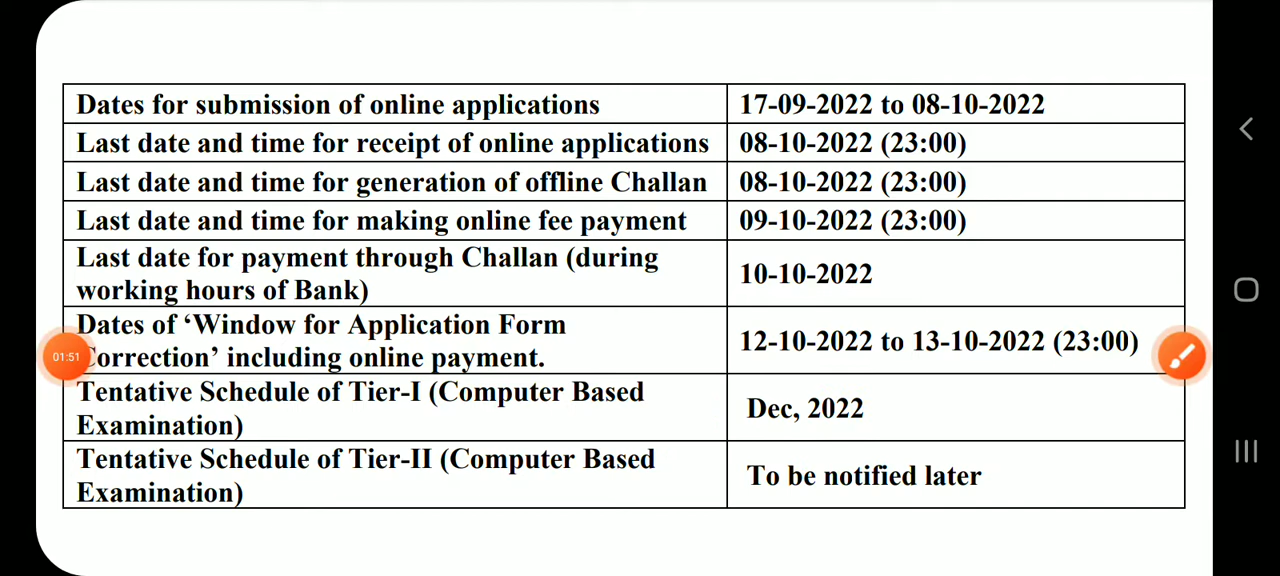 Dates for submission of online applications 17-09-2022 to 08-10-2022
Last date and time for receipt of online applications 08-10-2022 (23:00)
Last date and time for generation of offline Challan 08-10-2022 (23:00)
Last date and time for making online fee payment 09-10-2022 (23:00)
Last date for payment through Challan (during
working hours of Bank) 10-10-2022
Dates of ‘Window for Application Form
Correction’ including online payment. 12-10-2022 to 13-10-2022 (23:00)
01:51
Tentative Schedule of Tier-I (Computer Based
Examination) Dec, 2022
Tentative Schedule of Tier-II (Computer Based
Examination) To be notified later